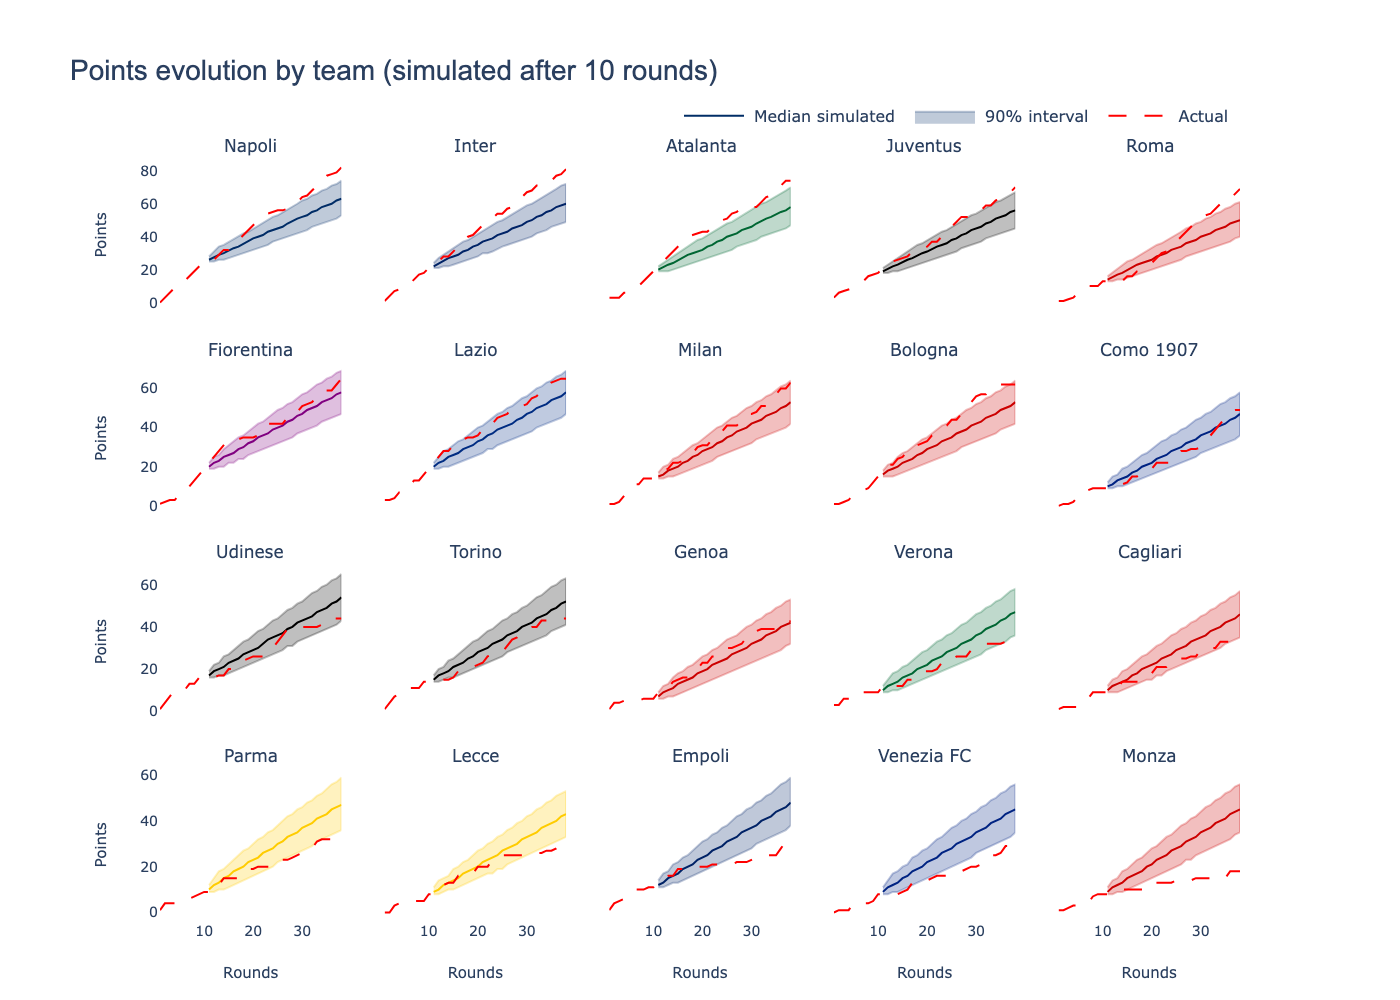 Points evolution by team (simulated after 10 rounds)
Median simulated 90% interval Actual
Napoli Inter Atalanta Juventus Roma
80
60
40
20
0
Points
Fiorentina Lazio Milan Bologna Como 1907
60
40
20
0
Points
Udinese Torino Genoa Verona Cagliari
60
40
20
0
Points
Parma Lecce Empoli Venezia FC Monza
60
40
20
0
Points
10 20 30 10 20 30 10 20 30 10 20 30 10 20 30
Rounds Rounds Rounds Rounds Rounds